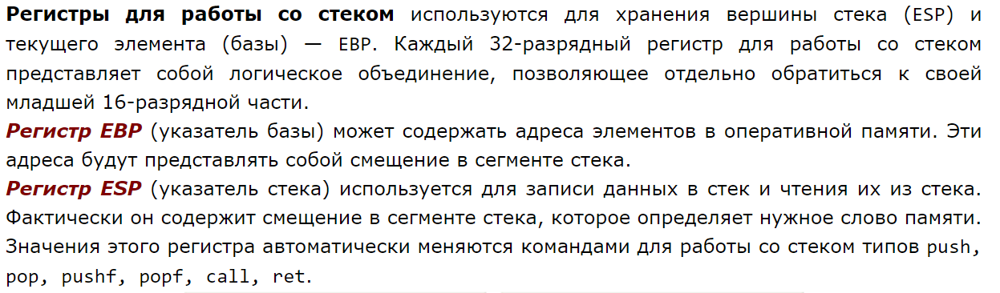 Регистры для работы со стеком используются для хранения вершины стека (ESP) и
текущего элемента (базы) — EBP. Каждый 32-разрядный регистр для работы со стеком
представляет собой логическое объединение, позволяющее отдельно обратиться к своей
младшей 16-разрядной части.
Регистр EBP (указатель базы) может содержать адреса элементов в оперативной памяти. Эти
адреса будут представлять собой смещение в сегменте стека.
Регистр ESP (указатель стека) используется для записи данных в стек и чтения их из стека.
Фактически он содержит смещение в сегменте стека, которое определяет нужное слово памяти.
Значения этого регистра автоматически меняются командами для работы со стеком типов push,
pop, pushf, popf, call, ret.